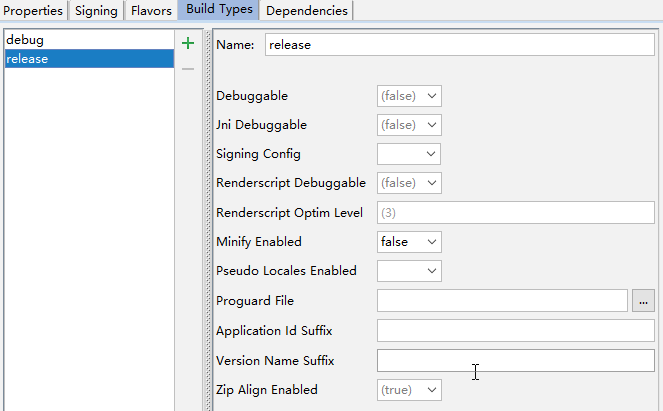 Properties Signing Flavors Build Types Dependencies
debug
release
Name: release
Debuggable (false)
Jni Debuggable (false)
Signing Config
Renderscript Debuggable (false)
Renderscript Optim Level (3)
Minify Enabled false
Pseudo Locales Enabled
Proguard File ...
Application Id Suffix
Version Name Suffix
Zip Align Enabled (true)